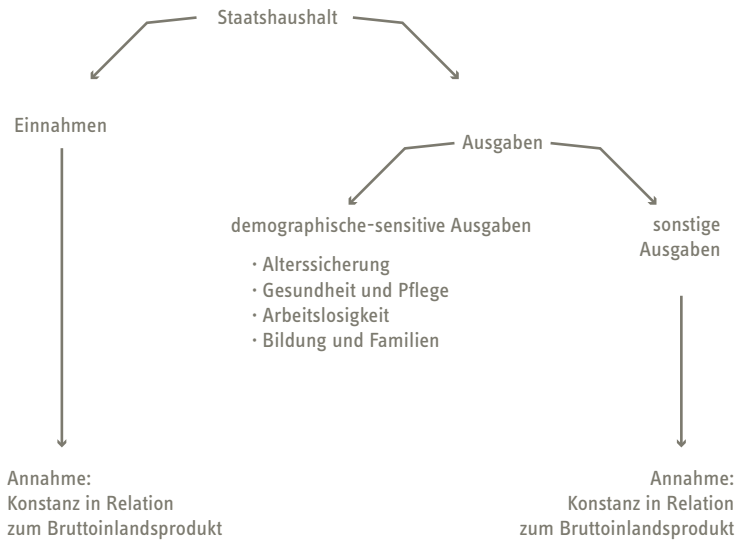 Staatshaushalt
Einnahmen
Ausgaben
demographische-sensitive Ausgaben
· Alterssicherung
· Gesundheit und Pflege
· Arbeitslosigkeit
· Bildung und Familien
sonstige
Ausgaben
Annahme:
Konstanz in Relation
zum Bruttoinlandsprodukt
Annahme:
Konstanz in Relation
zum Bruttoinlandsprodukt